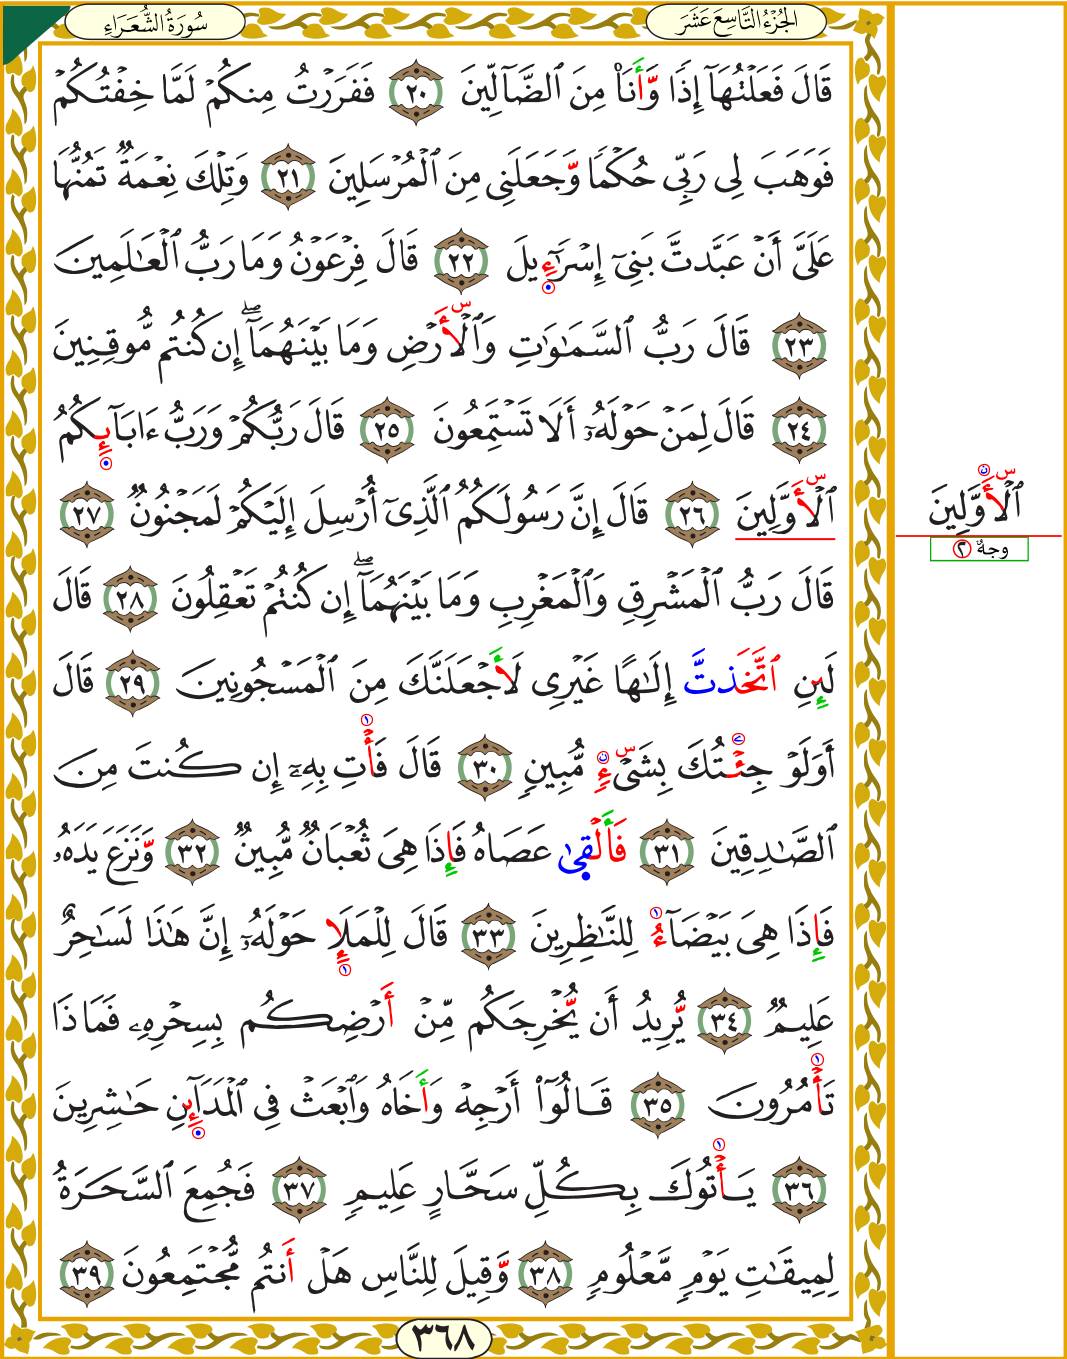 الجُزْءُ التَّاسِعَ عَشَرَ
سُورَةُ الشُّعَرَاءِ
قَالَ فَعَلْتُهَآ إِذًا وَّأَنَا۠ مِنَ ٱلضَّآلِّينَ ٢٠ فَفَرَرْتُ مِنكُمْ لَمَّا خِفْتُكُمْ
فَوَهَبَ لِى رَبِّى حُكْمًا وَّجَعَلَنِى مِنَ ٱلْمُرْسَلِينَ ٢١ وَتِلْكَ نِعْمَةٌ تَمُنُّهَا
عَلَىَّ أَنْ عَبَّدتَّ بَنِىٓ إِسْرَٰٓءِيلَ ٢٢ قَالَ فِرْعَوْنُ وَمَا رَبُّ ٱلْعَـٰلَمِينَ
٢٣ قَالَ رَبُّ ٱلسَّمَـٰوَٰتِ وَٱلْأَرْضِ وَمَا بَيْنَهُمَآ ۖ إِن كُنتُم مُّوقِنِينَ
٢٤ قَالَ لِمَنْ حَوْلَهُۥٓ أَلَا تَسْتَمِعُونَ ٢٥ قَالَ رَبُّكُمْ وَرَبُّ ءَابَآئِكُمُ
ٱلْأَوَّلِينَ ٢٦ قَالَ إِنَّ رَسُولَكُمُ ٱلَّذِىٓ أُرْسِلَ إِلَيْكُمْ لَمَجْنُونٌ ٢٧
قَالَ رَبُّ ٱلْمَشْرِقِ وَٱلْمَغْرِبِ وَمَا بَيْنَهُمَآ ۖ إِن كُنتُمْ تَعْقِلُونَ ٢٨ قَالَ
لَئِنِ ٱتَّخَذتَّ إِلَـٰهًا غَيْرِى لَأَجْعَلَنَّكَ مِنَ ٱلْمَسْجُونِينَ ٢٩ قَالَ
أَوَلَوْ جِئْتُكَ بِشَىْءٍ مُّبِينٍ ٣٠ قَالَ فَأْتِ بِهِۦٓ إِن كُنتَ مِنَ
ٱلصَّـٰدِقِينَ ٣١ فَأَلْقَىٰ عَصَاهُ فَإِذَا هِىَ ثُعْبَانٌ مُّبِينٌ ٣٢ وَّنَزَعَ يَدَهُۥ
فَإِذَا هِىَ بَيْضَآءُ لِلنَّـٰظِرِينَ ٣٣ قَالَ لِلْمَلَإِ حَوْلَهُۥٓ إِنَّ هَـٰذَا لَسَـٰحِرٌ
عَلِيمٌ ٣٤ يُّرِيدُ أَن يُّخْرِجَكُم مِّنْ أَرْضِكُم بِسِحْرِهِۦ فَمَاذَا
تَأْمُرُونَ ٣٥ قَالُوٓا۟ أَرْجِهْ وَأَخَاهُ وَٱبْعَثْ فِى ٱلْمَدَآئِنِ حَـٰشِرِينَ
٣٦ يَأْتُوكَ بِكُلِّ سَحَّارٍ عَلِيمٍ ٣٧ فَجُمِعَ ٱلسَّحَرَةُ
لِمِيقَـٰتِ يَوْمٍ مَّعْلُومٍ ٣٨ وَّقِيلَ لِلنَّاسِ هَلْ أَنتُم مُّجْتَمِعُونَ ٣٩
٣٦٨
ٱلْأَوَّلِينَ
وجهٌ ٢